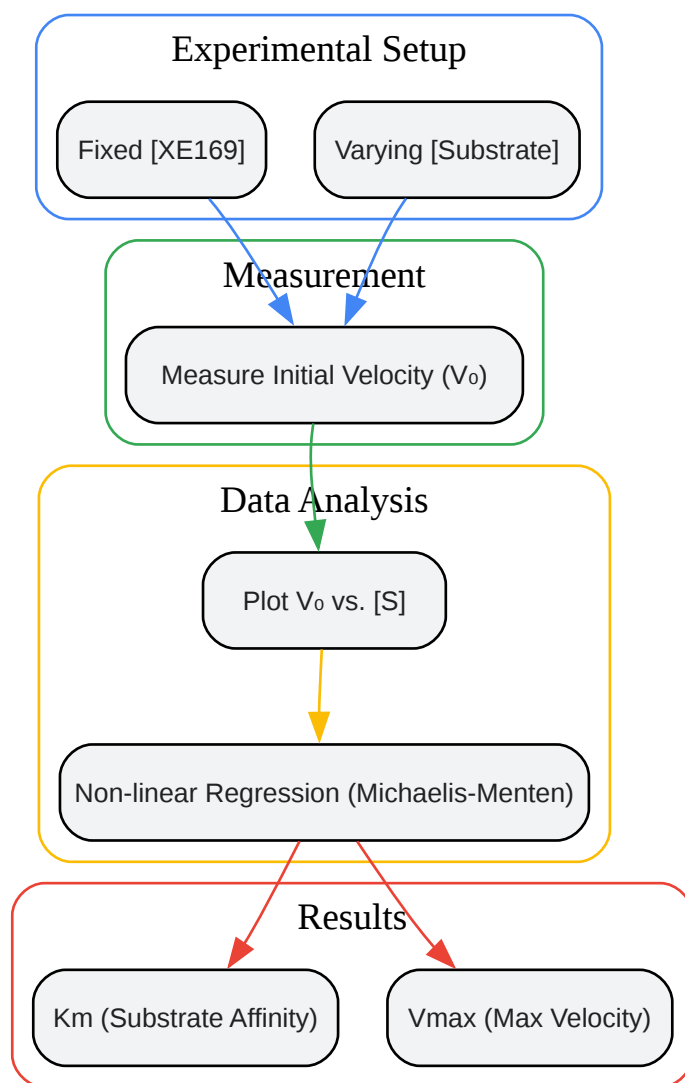 Experimental Setup
Fixed [XE169]
Varying [Substrate]
Measurement
Measure Initial Velocity (V₀)
Data Analysis
Plot V₀ vs. [S]
Non-linear Regression (Michaelis-Menten)
Results
Km (Substrate Affinity)
Vmax (Max Velocity)